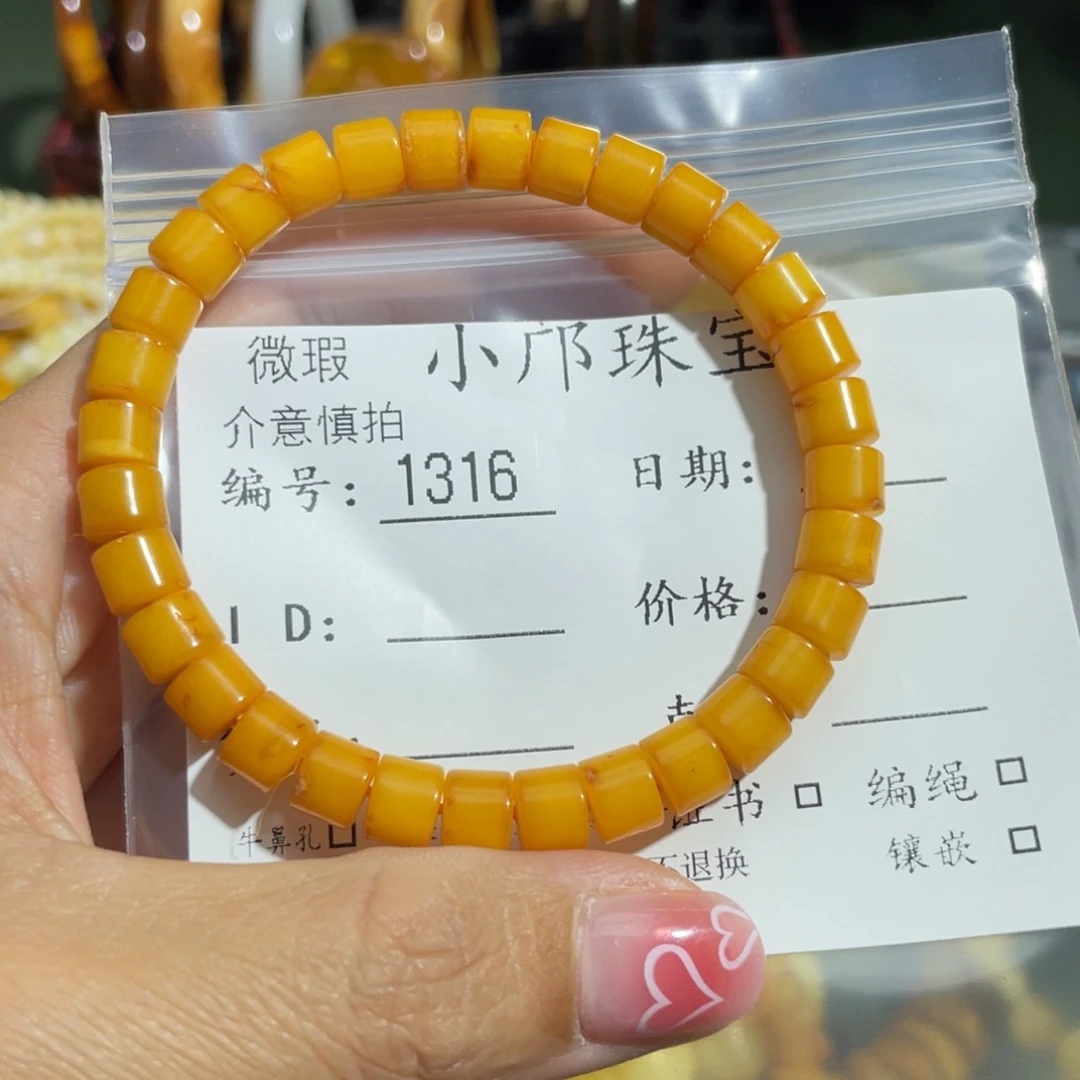 微瑕 小邝珠宝
介意慎拍
编号: 1316 日期:
I D: 价格:
证书 □ 编绳 □
牛鼻孔 □ 不退换 镶嵌 □